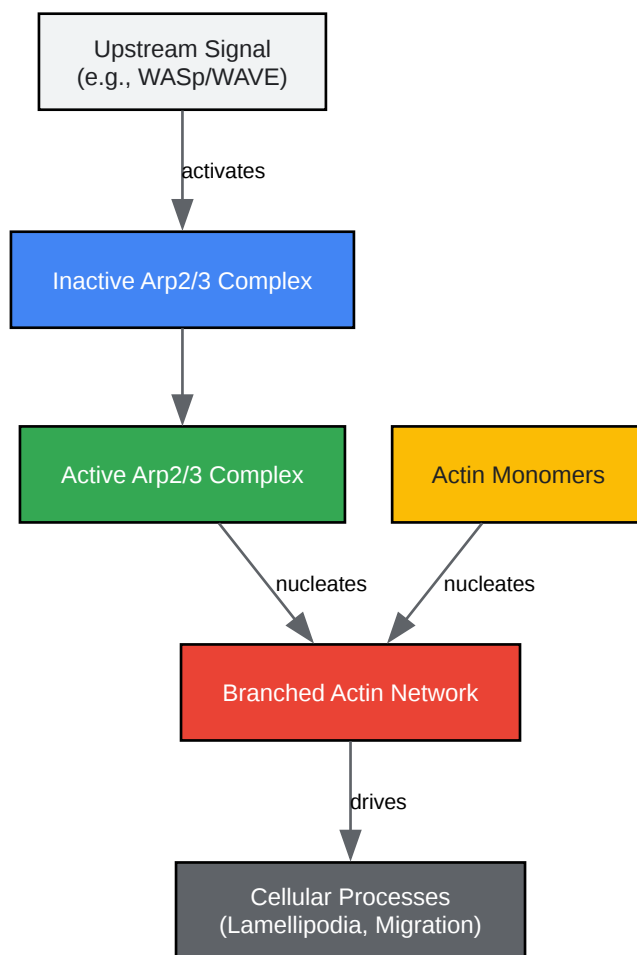 Upstream Signal
(e.g., WASp/WAVE)
activates
Inactive Arp2/3 Complex
Active Arp2/3 Complex
Actin Monomers
nucleates
nucleates
Branched Actin Network
drives
Cellular Processes
(Lamellipodia, Migration)